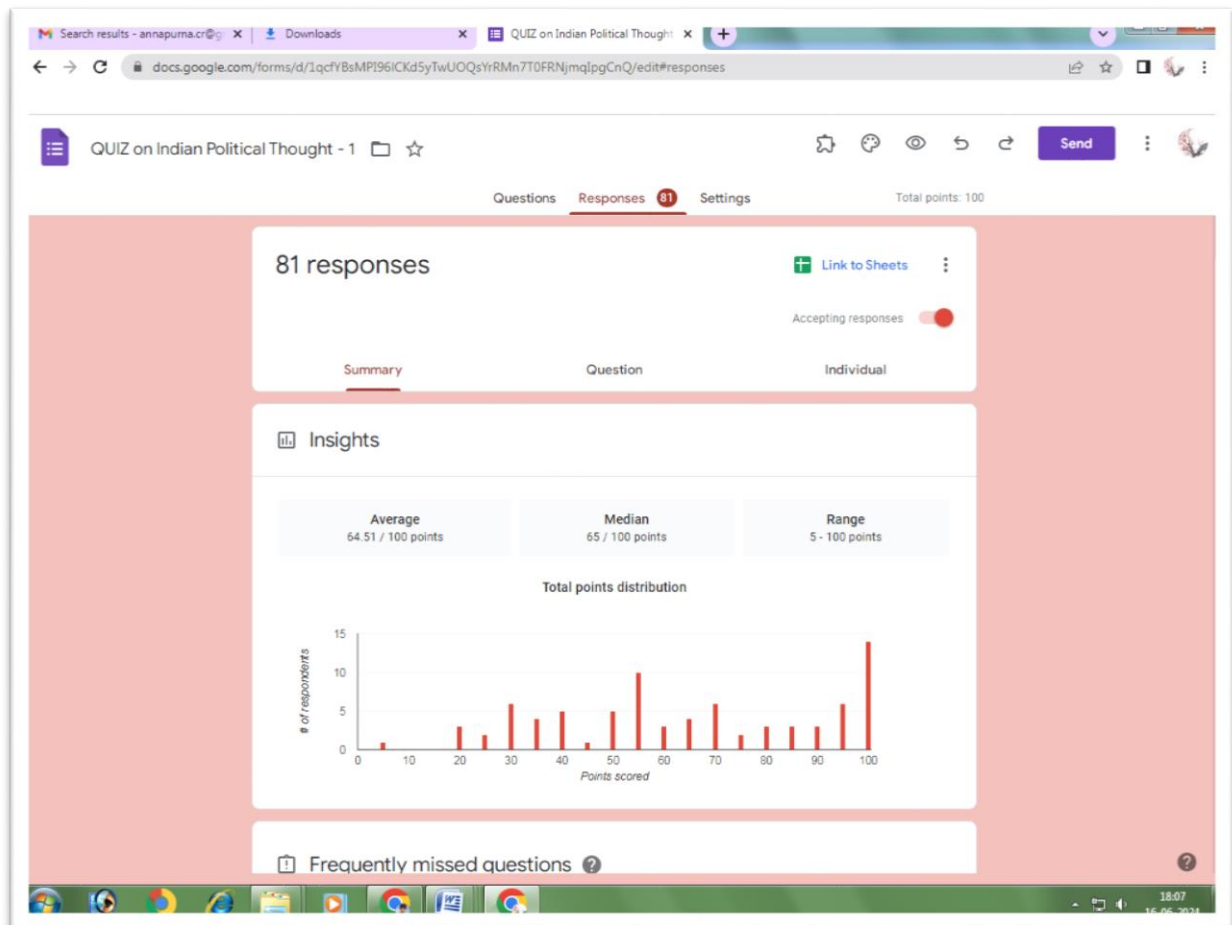 Search results - annapurna.cr@g
Downloads
QUIZ on Indian Political Thought
docs.google.com/forms/d/1qcfYBsMPI96ICKd5yTwUOQsYrRMn7T0FRNjmqIpgCnQ/edit#responses
QUIZ on Indian Political Thought - 1
Send
Questions Responses 81 Settings Total points: 100
81 responses
Link to Sheets
Accepting responses
Summary Question Individual
Insights
Average Median Range
64.51 / 100 points 65 / 100 points 5 - 100 points
Total points distribution
# of respondents
15
10
5
0
0 10 20 30 40 50 60 70 80 90 100
Points scored
Frequently missed questions
18:07
16-06-2024